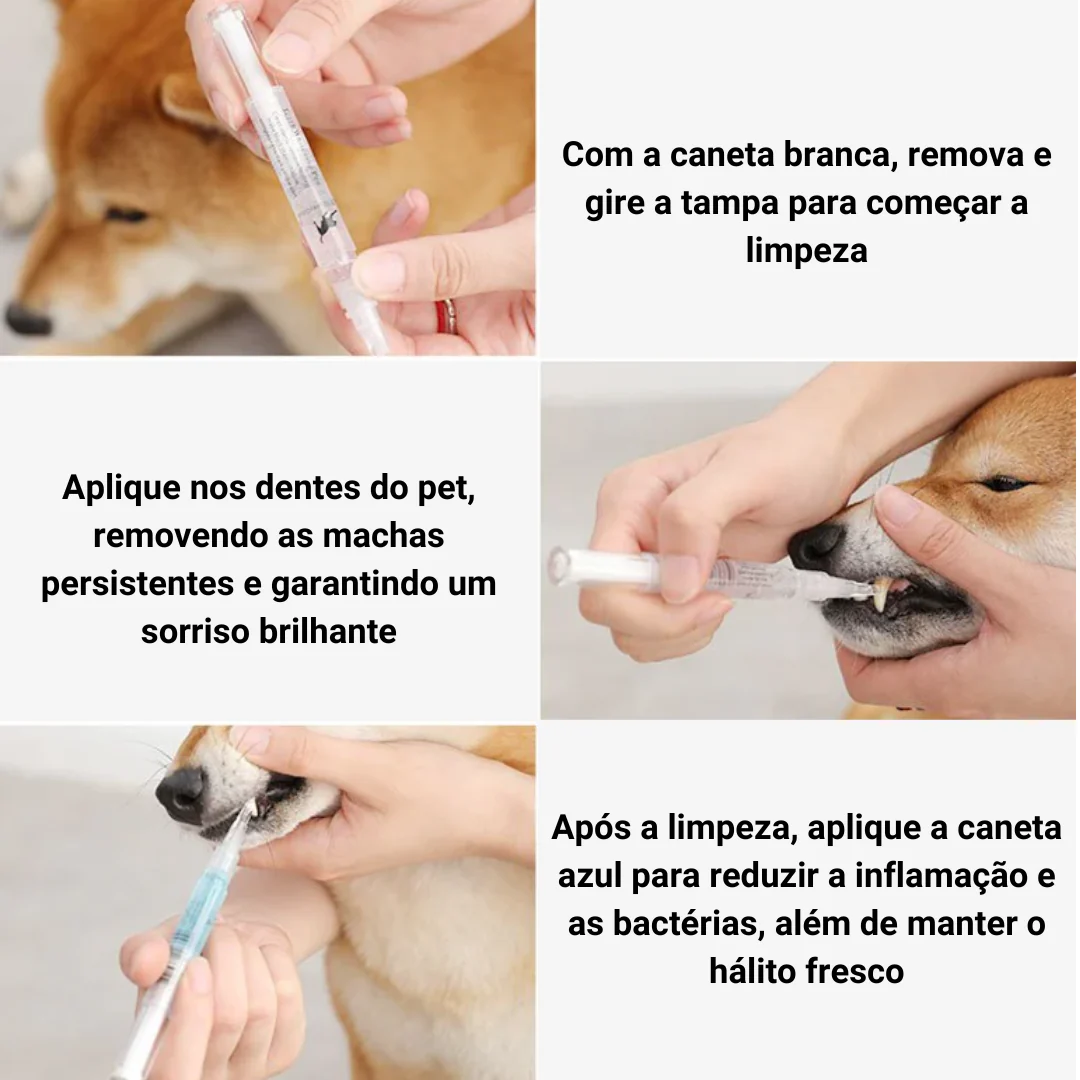 Com a caneta branca, remova e
gire a tampa para começar a
limpeza
Aplique nos dentes do pet,
removendo as machas
persistentes e garantindo um
sorriso brilhante
Após a limpeza, aplique a caneta
azul para reduzir a inflamação e
as bactérias, além de manter o
hálito fresco